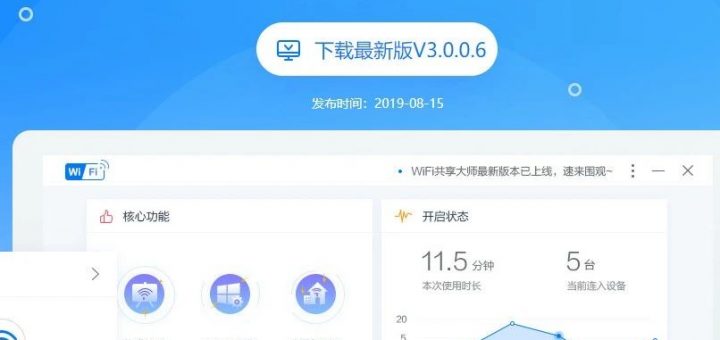 下载最新版V3.0.0.6
发布时间：2019-08-15
WiFi
WiFi共享大师最新版本已上线，速来围观~
核心功能
开启状态
11.5 分钟
5 台
本次使用时长
当前连入设备
20
5